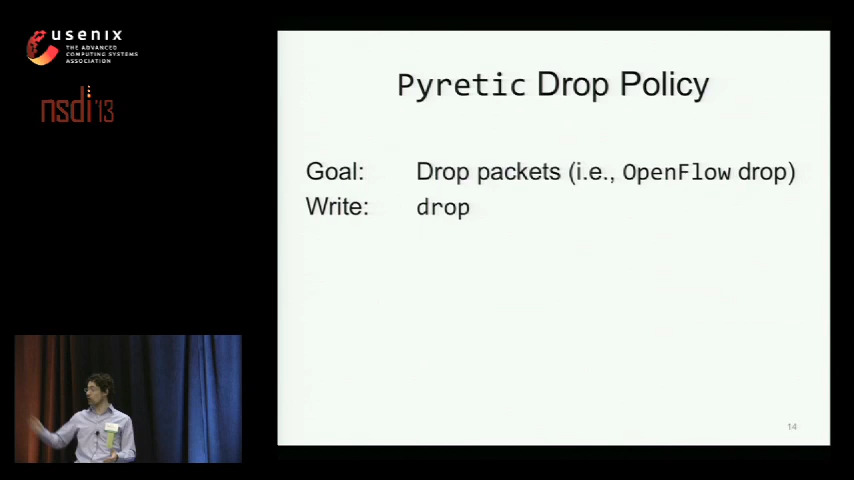 usenix
THE ADVANCED
COMPUTING SYSTEMS
ASSOCIATION
nsdi '13
Pyretic Drop Policy
Goal: Drop packets (i.e., OpenFlow drop)
Write: drop
14